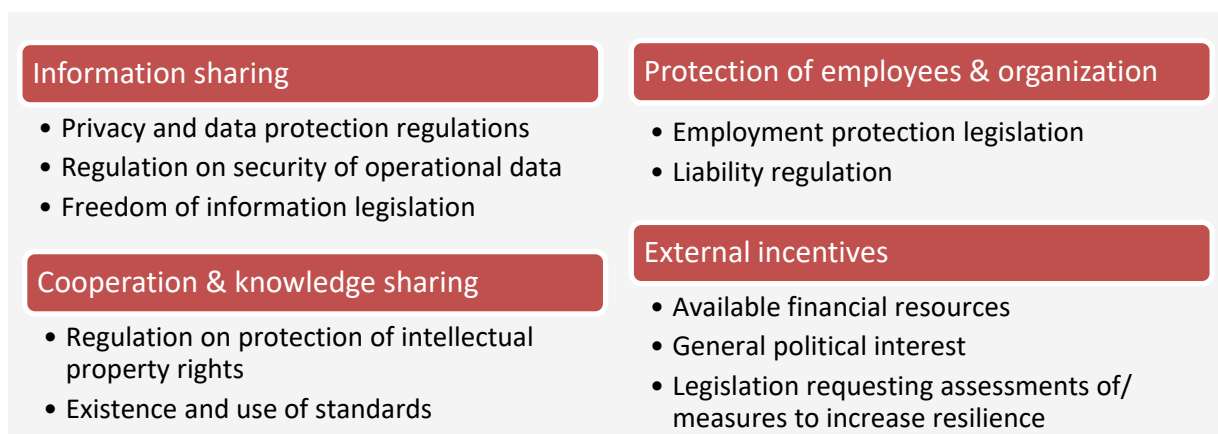 Information sharing
• Privacy and data protection regulations
• Regulation on security of operational data
• Freedom of information legislation
Cooperation & knowledge sharing
• Regulation on protection of intellectual
property rights
• Existence and use of standards
Protection of employees & organization
• Employment protection legislation
• Liability regulation
External incentives
• Available financial resources
• General political interest
• Legislation requesting assessments of/
measures to increase resilience